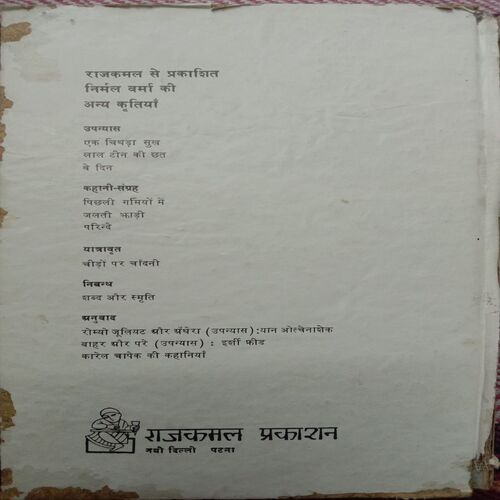 राजकमल से प्रकाशित
निर्मल वर्मा की
अन्य कृतियाँ
उपन्यास
एक चिथड़ा सुख
लाल टीन की छत
वे दिन
कहानी-संग्रह
पिछली गर्मियों में
जलती झाड़ी
परिन्दे
यात्रावृत
चीड़ों पर चाँदनी
निबन्ध
शब्द और स्मृति
अनुवाद
रोम्यो जूलियट और अँधेरा (उपन्यास):यान ओत्चेनाशेक
बाहर और परे (उपन्यास) : इर्शी फ्रीड
कारेल चापेक की कहानियाँ
राजकमल प्रकाशन
नयी दिल्ली पटना